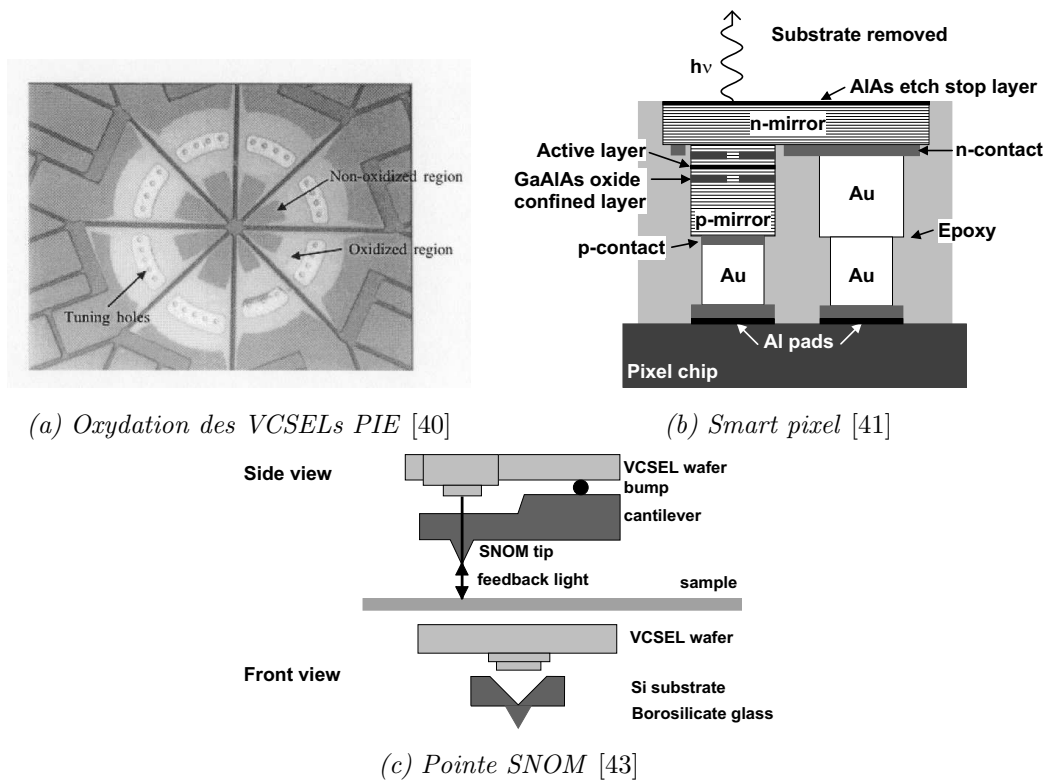 Non-oxidized region
Oxidized region
Tuning holes
(a) Oxydation des VCSELs PIE [40]
Substrate removed
hν
AlAs etch stop layer
n-mirror
n-contact
Active layer
GaAlAs oxide
confined layer
Au
p-mirror
Epoxy
p-contact
Au
Au
Al pads
Pixel chip
(b) Smart pixel [41]
Side view
VCSEL wafer
bump
cantilever
SNOM tip
feedback light
sample
VCSEL wafer
Front view
Si substrate
Borosilicate glass
(c) Pointe SNOM [43]